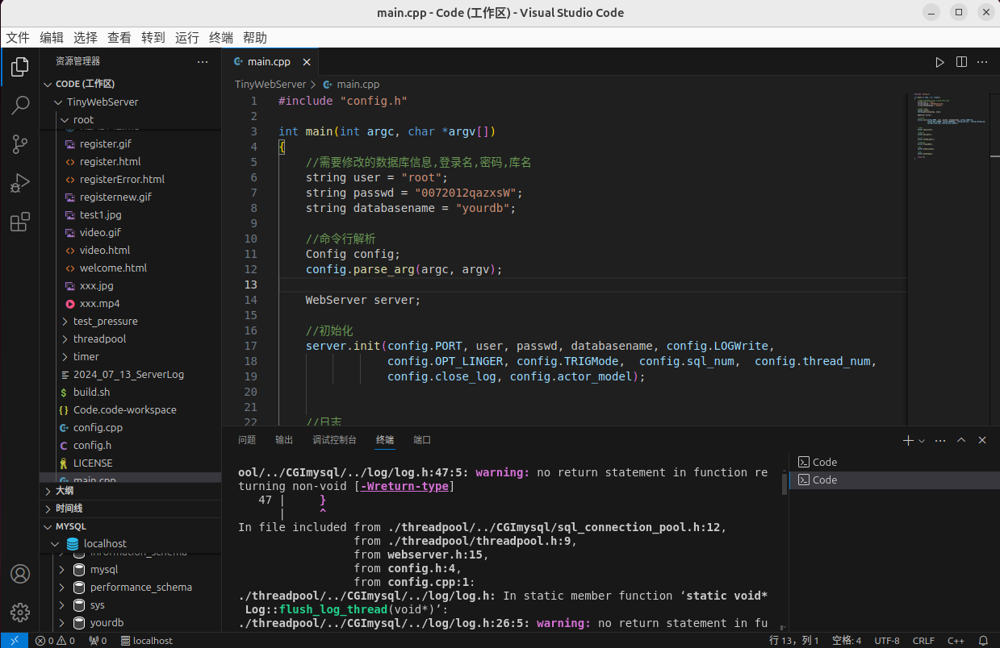 main.cpp - Code (工作区) - Visual Studio Code
文件 编辑 选择 查看 转到 运行 终端 帮助
资源管理器
CODE (工作区)
TinyWebServer
root
register.gif
register.html
registerError.html
registernew.gif
test1.jpg
video.gif
video.html
welcome.html
xxx.jpg
xxx.mp4
test_pressure
threadpool
timer
2024_07_13_ServerLog
build.sh
Code.code-workspace
config.cpp
config.h
LICENSE
main.cpp
大纲
时间线
MYSQL
localhost
information_schema
mysql
performance_schema
sys
yourdb
main.cpp
TinyWebServer > main.cpp
1 #include "config.h"
2
3 int main(int argc, char *argv[])
4 {
5 //需要修改的数据库信息,登录名,密码,库名
6 string user = "root";
7 string passwd = "0072012qazxsW";
8 string databasename = "yourdb";
9
10 //命令行解析
11 Config config;
12 config.parse_arg(argc, argv);
13
14 WebServer server;
15
16 //初始化
17 server.init(config.PORT, user, passwd, databasename, config.LOGWrite,
18 config.OPT_LINGER, config.TRIGMode,  config.sql_num,  config.thread_num,
19 config.close_log, config.actor_model);
20
21
22 //日志
问题 输出 调试控制台 终端 端口
ool/../CGImysql/../log/log.h:47:5: warning: no return statement in function re
turning non-void [-Wreturn-type]
47 | }
| ^
In file included from ./threadpool/../CGImysql/sql_connection_pool.h:12,
from ./threadpool/threadpool.h:9,
from webserver.h:15,
from config.h:4,
from config.cpp:1:
./threadpool/../CGImysql/../log/log.h: In static member function ‘static void*
Log::flush_log_thread(void*)’:
./threadpool/../CGImysql/../log/log.h:26:5: warning: no return statement in fu
Code
Code
0 0 0 localhost 行 13，列 1 空格: 4 UTF-8 CRLF C++